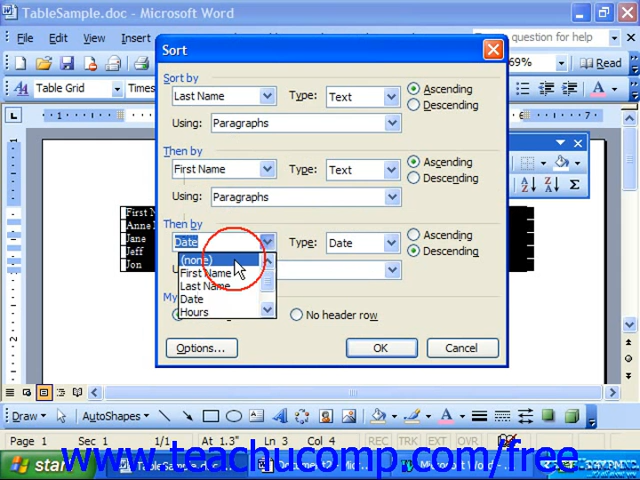 TableSample.doc - Microsoft Word
File Edit View Insert question for help
69% Read
Table Grid Times
Sort
Sort by
Last Name Type: Text Ascending
Descending
Using: Paragraphs
Then by
First Name Type: Text Ascending
Descending
Using: Paragraphs
Then by
Date Type: Date Ascending
Descending
(none)
First Name
Last Name
Date
Hours
My
No header row
Options... OK Cancel
First N
Anne
Jane
Jeff
Jon
Draw AutoShapes
Page 1 Sec 1 1/1 At 1.3" Ln 3 Col 4 REC TRK EXT OVR
start TableSample.doc
www.teachucomp.com/free